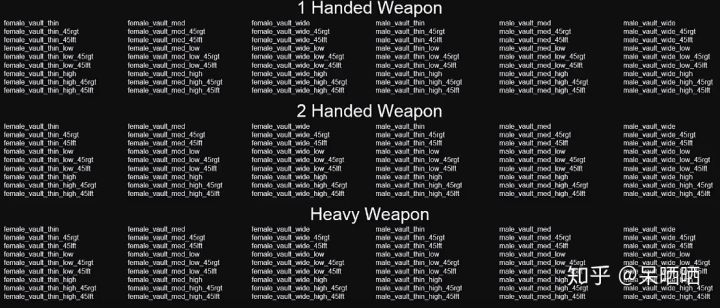 1 Handed Weapon
female_vault_thin female_vault_med female_vault_wide male_vault_thin male_vault_med male_vault_wide
female_vault_thin_45rgt female_vault_med_45rgt female_vault_wide_45rgt male_vault_thin_45rgt male_vault_med_45rgt male_vault_wide_45rgt
female_vault_thin_45lft female_vault_med_45lft female_vault_wide_45lft male_vault_thin_45lft male_vault_med_45lft male_vault_wide_45lft
female_vault_thin_low female_vault_med_low female_vault_wide_low male_vault_thin_low male_vault_med_low male_vault_wide_low
female_vault_thin_low_45rgt female_vault_med_low_45rgt female_vault_wide_low_45rgt male_vault_thin_low_45rgt male_vault_med_low_45rgt male_vault_wide_low_45rgt
female_vault_thin_low_45lft female_vault_med_low_45lft female_vault_wide_low_45lft male_vault_thin_low_45lft male_vault_med_low_45lft male_vault_wide_low_45lft
female_vault_thin_high female_vault_med_high female_vault_wide_high male_vault_thin_high male_vault_med_high male_vault_wide_high
female_vault_thin_high_45rgt female_vault_med_high_45rgt female_vault_wide_high_45rgt male_vault_thin_high_45rgt male_vault_med_high_45rgt male_vault_wide_high_45rgt
female_vault_thin_high_45lft female_vault_med_high_45lft female_vault_wide_high_45lft male_vault_thin_high_45lft male_vault_med_high_45lft male_vault_wide_high_45lft
2 Handed Weapon
female_vault_thin female_vault_med female_vault_wide male_vault_thin male_vault_med male_vault_wide
female_vault_thin_45rgt female_vault_med_45rgt female_vault_wide_45rgt male_vault_thin_45rgt male_vault_med_45rgt male_vault_wide_45rgt
female_vault_thin_45lft female_vault_med_45lft female_vault_wide_45lft male_vault_thin_45lft male_vault_med_45lft male_vault_wide_45lft
female_vault_thin_low female_vault_med_low female_vault_wide_low male_vault_thin_low male_vault_med_low male_vault_wide_low
female_vault_thin_low_45rgt female_vault_med_low_45rgt female_vault_wide_low_45rgt male_vault_thin_low_45rgt male_vault_med_low_45rgt male_vault_wide_low_45rgt
female_vault_thin_low_45lft female_vault_med_low_45lft female_vault_wide_low_45lft male_vault_thin_low_45lft male_vault_med_low_45lft male_vault_wide_low_45lft
female_vault_thin_high female_vault_med_high female_vault_wide_high male_vault_thin_high male_vault_med_high male_vault_wide_high
female_vault_thin_high_45rgt female_vault_med_high_45rgt female_vault_wide_high_45rgt male_vault_thin_high_45rgt male_vault_med_high_45rgt male_vault_wide_high_45rgt
female_vault_thin_high_45lft female_vault_med_high_45lft female_vault_wide_high_45lft male_vault_thin_high_45lft male_vault_med_high_45lft male_vault_wide_high_45lft
Heavy Weapon
female_vault_thin female_vault_med female_vault_wide male_vault_thin male_vault_med male_vault_wide
female_vault_thin_45rgt female_vault_med_45rgt female_vault_wide_45rgt male_vault_thin_45rgt male_vault_med_45rgt male_vault_wide_45rgt
female_vault_thin_45lft female_vault_med_45lft female_vault_wide_45lft male_vault_thin_45lft male_vault_med_45lft male_vault_wide_45lft
female_vault_thin_low female_vault_med_low female_vault_wide_low male_vault_thin_low male_vault_med_low male_vault_wide_low
female_vault_thin_low_45rgt female_vault_med_low_45rgt female_vault_wide_low_45rgt male_vault_thin_low_45rgt male_vault_med_low_45rgt male_vault_wide_low_45rgt
female_vault_thin_low_45lft female_vault_med_low_45lft female_vault_wide_low_45lft male_vault_thin_low_45lft male_vault_med_low_45lft male_vault_wide_low_45lft
female_vault_thin_high female_vault_med_high female_vault_wide_high male_vault_thin_high male_vault_med_high male_vault_wide_high
female_vault_thin_high_45rgt female_vault_med_high_45rgt female_vault_wide_high_45rgt male_vault_thin_high_45rgt male_vault_med_high_45rgt male_vault_wide_high_45rgt
female_vault_thin_high_45lft female_vault_med_high_45lft female_vault_wide_high_45lft male_vault_thin_high_45lft male_vault_med_high_45lft male_vault_wide_high_45lft
知乎 @呆晒晒